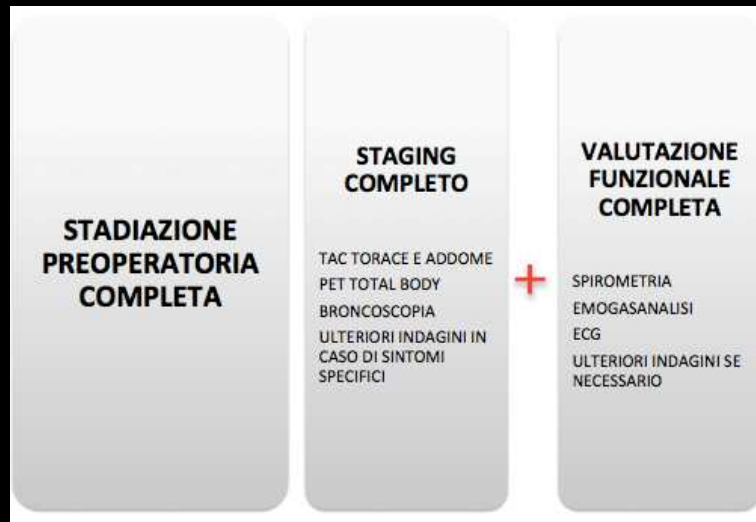 STADIAZIONE
PREOPERATORIA
COMPLETA
STAGING
COMPLETO
TAC TORACE E ADDOME
PET TOTAL BODY
BRONCOSCOPIA
ULTERIORI INDAGINI IN
CASO DI SINTOMI
SPECIFICI
+
VALUTAZIONE
FUNZIONALE
COMPLETA
SPIROMETRIA
EMOGASANALISI
ECG
ULTERIORI INDAGINI SE
NECESSARIO